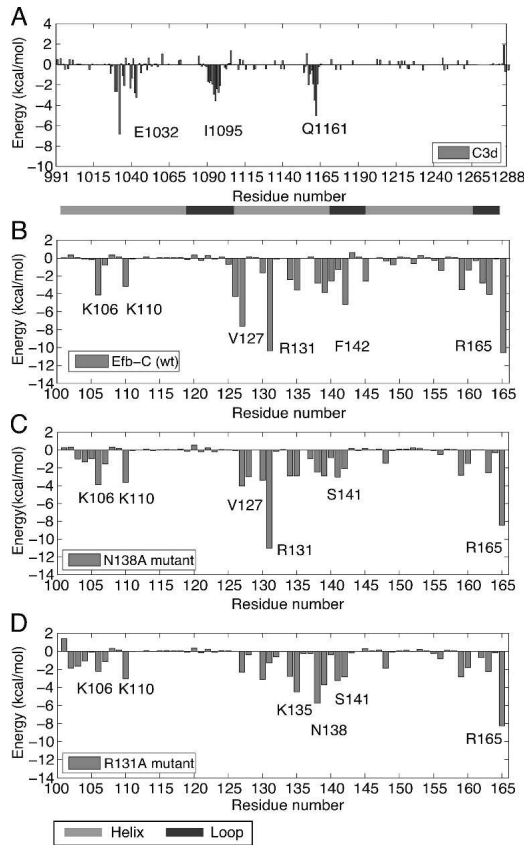 A
Energy (kcal/mol)
4
2
0
−2
−4
−6
−8
−10
E1032
I1095
Q1161
C3d
991 1015 1040 1065 1090 1115 1140 1165 1190 1215 1240 1265 1288
Residue number
B
Energy (kcal/mol)
2
0
−2
−4
−6
−8
−10
−12
−14
K106 K110
V127
R131
F142
R165
Efb−C (wt)
100 105 110 115 120 125 130 135 140 145 150 155 160 165
Residue number
C
Energy(kcal/mol)
2
0
−2
−4
−6
−8
−10
−12
−14
K106 K110
V127
S141
R131
R165
N138A mutant
100 105 110 115 120 125 130 135 140 145 150 155 160 165
Residue number
D
Energy (kcal/mol)
2
0
−2
−4
−6
−8
−10
−12
−14
K106 K110
K135
S141
N138
R165
R131A mutant
100 105 110 115 120 125 130 135 140 145 150 155 160 165
Residue number
Helix Loop